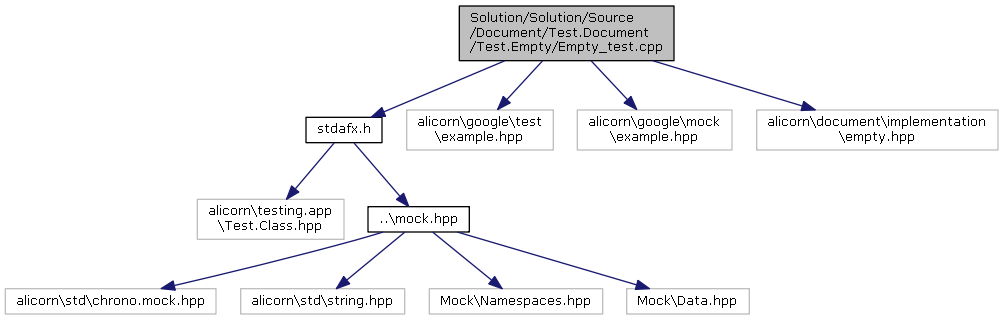 Solution/Solution/Source
/Document/Test.Document
/Test.Empty/Empty_test.cpp
stdafx.h
alicorn\google\test
\example.hpp
alicorn\google\mock
\example.hpp
alicorn\document\implementation
\empty.hpp
alicorn\testing.app
\Test.Class.hpp
..\mock.hpp
alicorn\std\chrono.mock.hpp
alicorn\std\string.hpp
Mock\Namespaces.hpp
Mock\Data.hpp